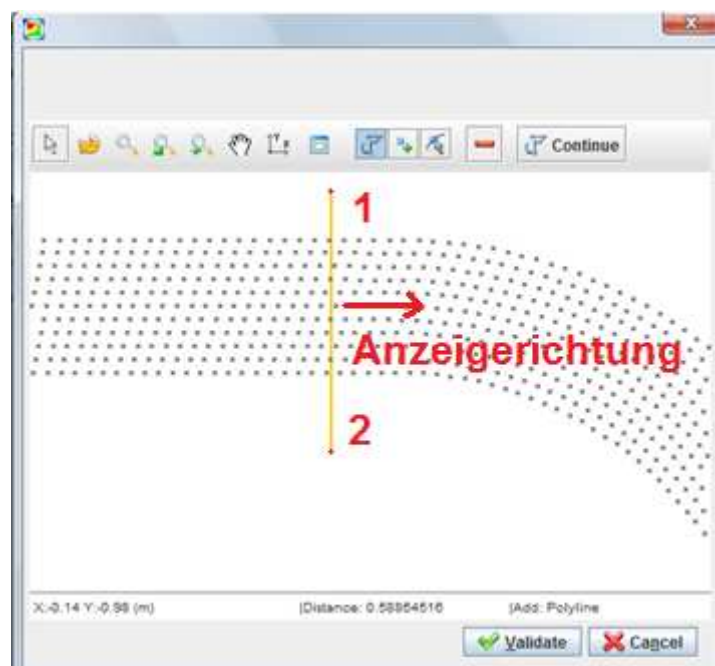 Continue
1
Anzeigerichtung
2
X:-0.14 Y:-0.98 (m) |Distance: 0.58864516 |Add: Polyline
Validate Cancel